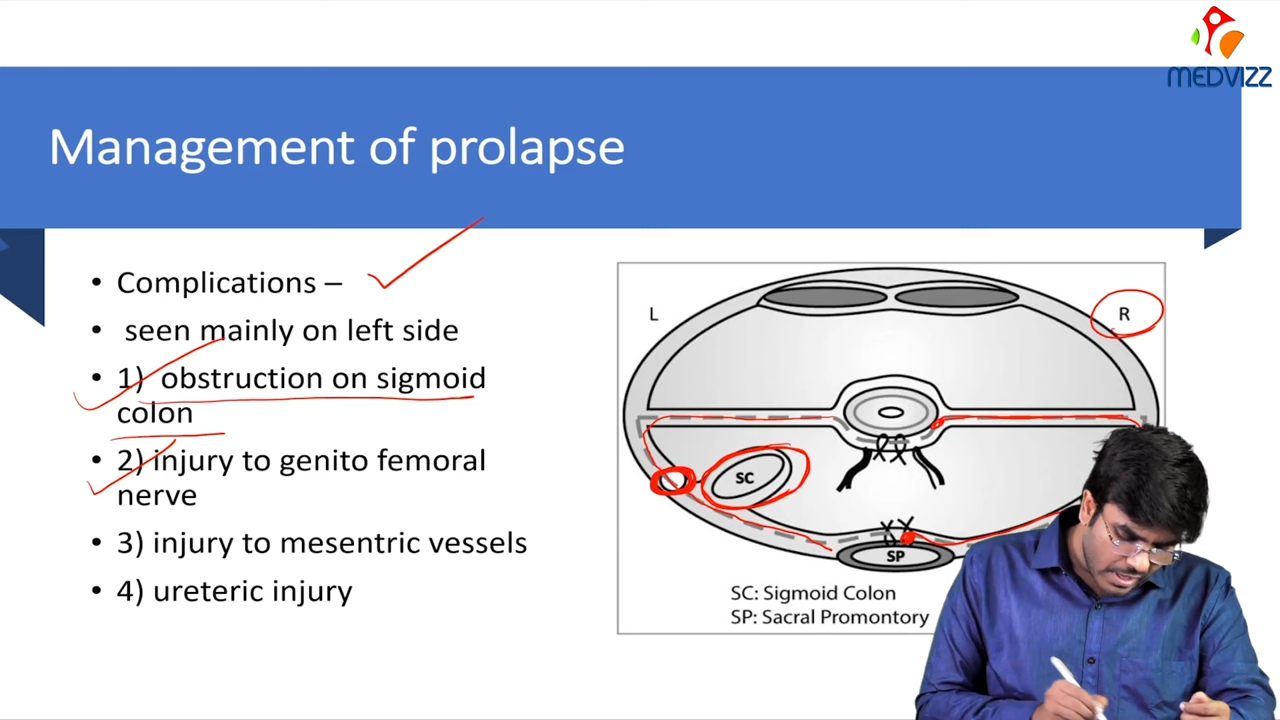 MEDVIZZ
Management of prolapse
• Complications –
• seen mainly on left side
• 1) obstruction on sigmoid
colon
• 2) injury to genito femoral
nerve
• 3) injury to mesentric vessels
• 4) ureteric injury
L
R
SC
SP
SC: Sigmoid Colon
SP: Sacral Promontory